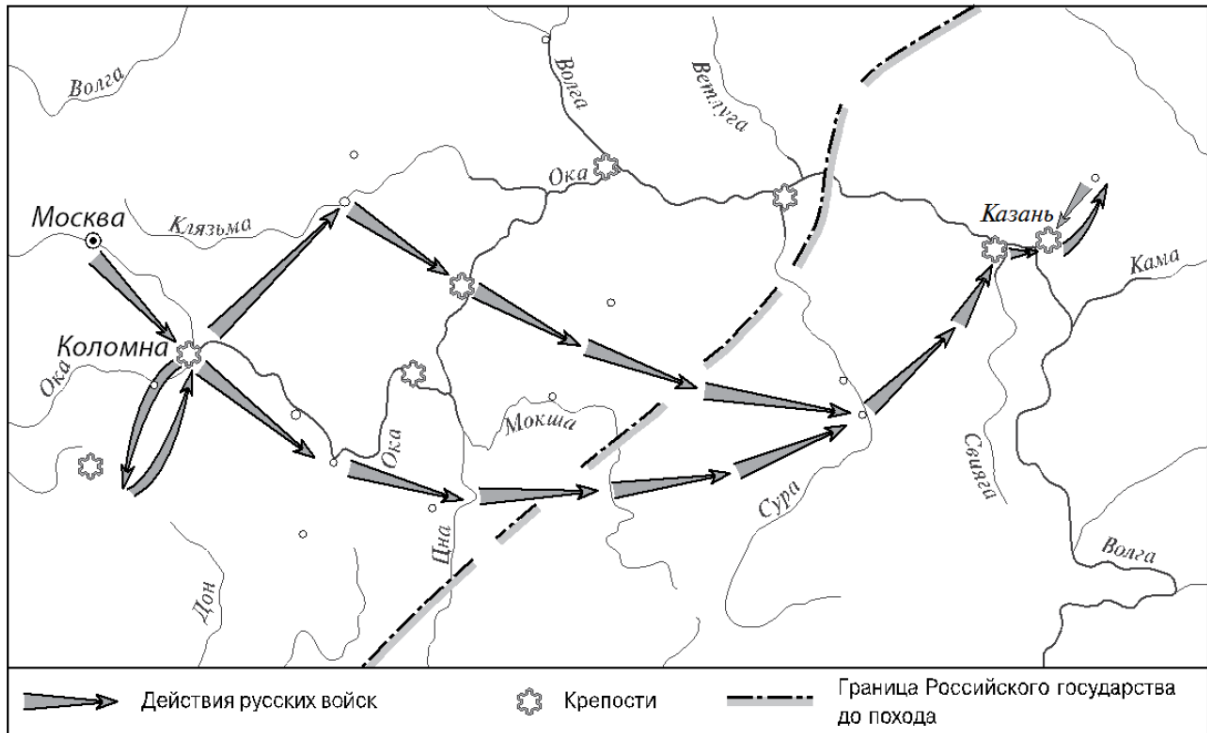 Волга
Волга
Ветлуга
Ока
Москва
Клязьма
Казань
Кама
Коломна
Ока
Мокша
Ока
Свияга
Сура
Цна
Волга
Дон
Действия русских войск
Крепости
Граница Российского государства
до похода